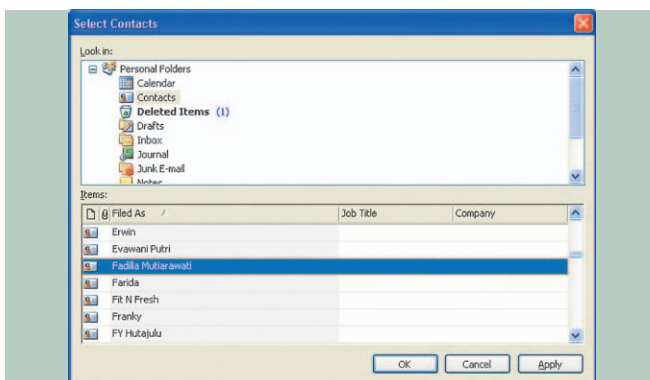 Select Contacts
Look in:
Personal Folders
Calendar
Contacts
Deleted Items (1)
Drafts
Inbox
Journal
Junk E-mail
Notes
Items:
Filed As Job Title Company
Erwin
Evawani Putri
Fadilla Mutiarawati
Farida
Fit N Fresh
Franky
FY Hutajulu
OK Cancel Apply